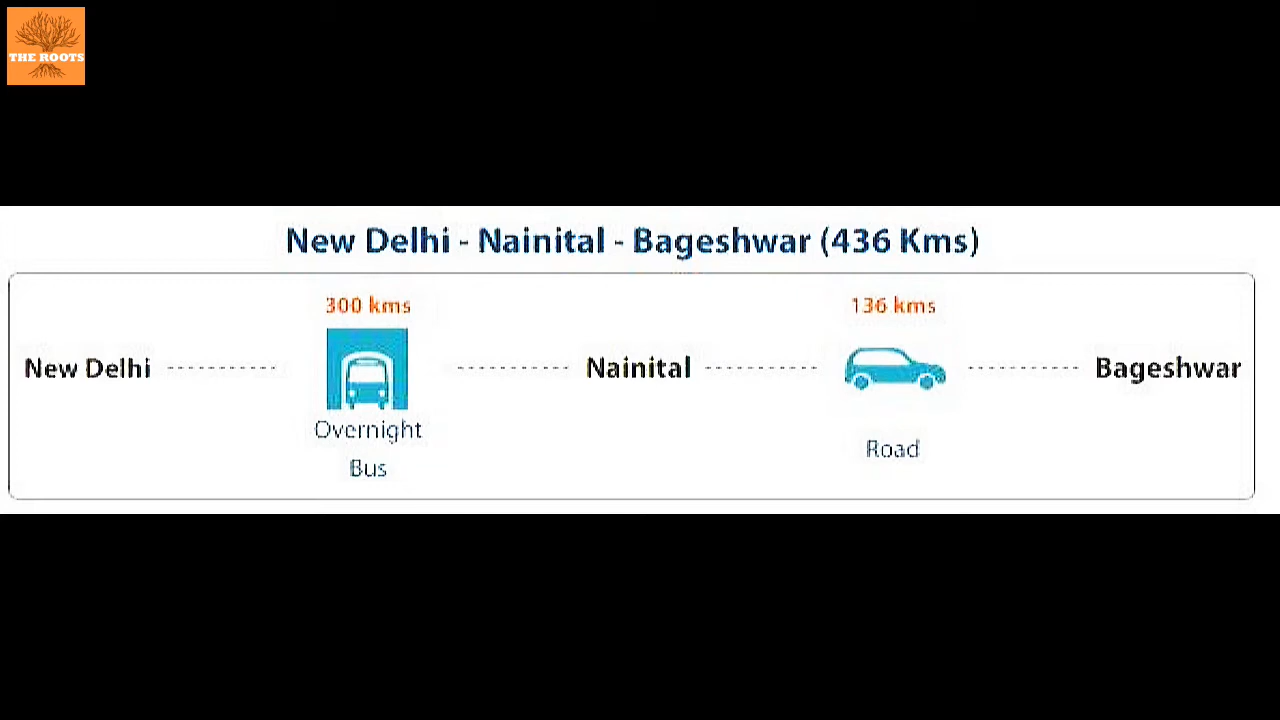 THE ROOTS
New Delhi - Nainital - Bageshwar (436 Kms)
300 kms
136 kms
New Delhi
Nainital
Bageshwar
Overnight
Bus
Road